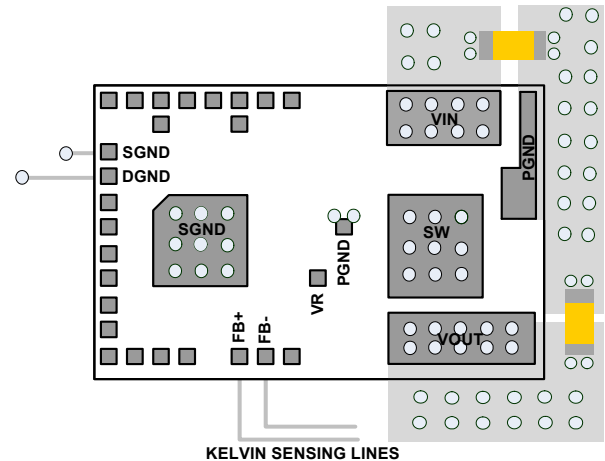 VIN
PGND
SGND
DGND
SGND
SW
PGND
VR
FB+
FB-
VOUT
KELVIN SENSING LINES